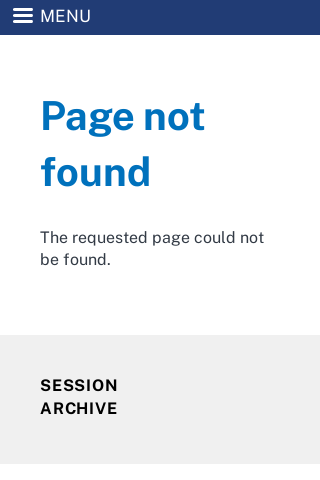 MENU
Page not
found
The requested page could not
be found.
SESSION
ARCHIVE